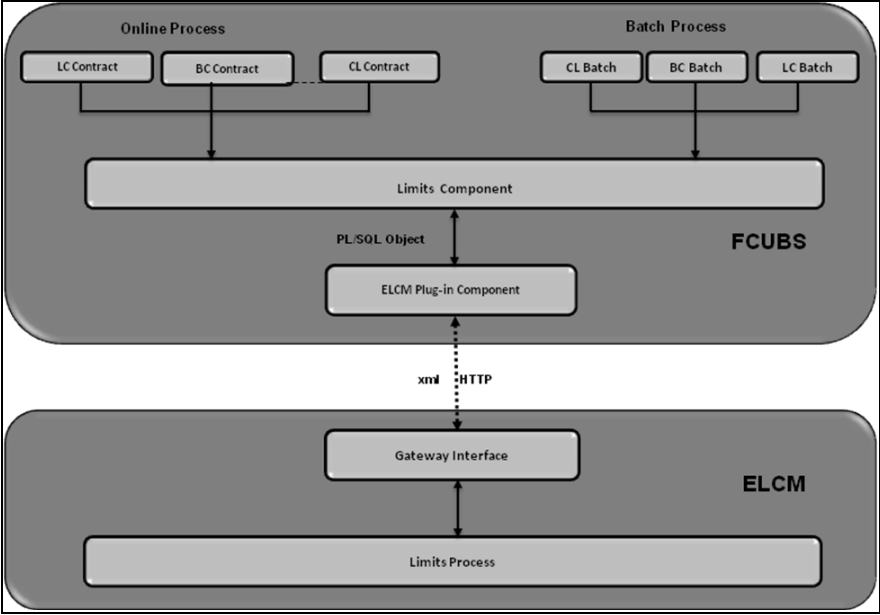 Online Process
Batch Process
LC Contract
BC Contract
CL Contract
CL Batch
BC Batch
LC Batch
Limits Component
PL/SQL Object
FCUBS
ELCM Plug-in Component
xml HTTP
Gateway Interface
ELCM
Limits Process